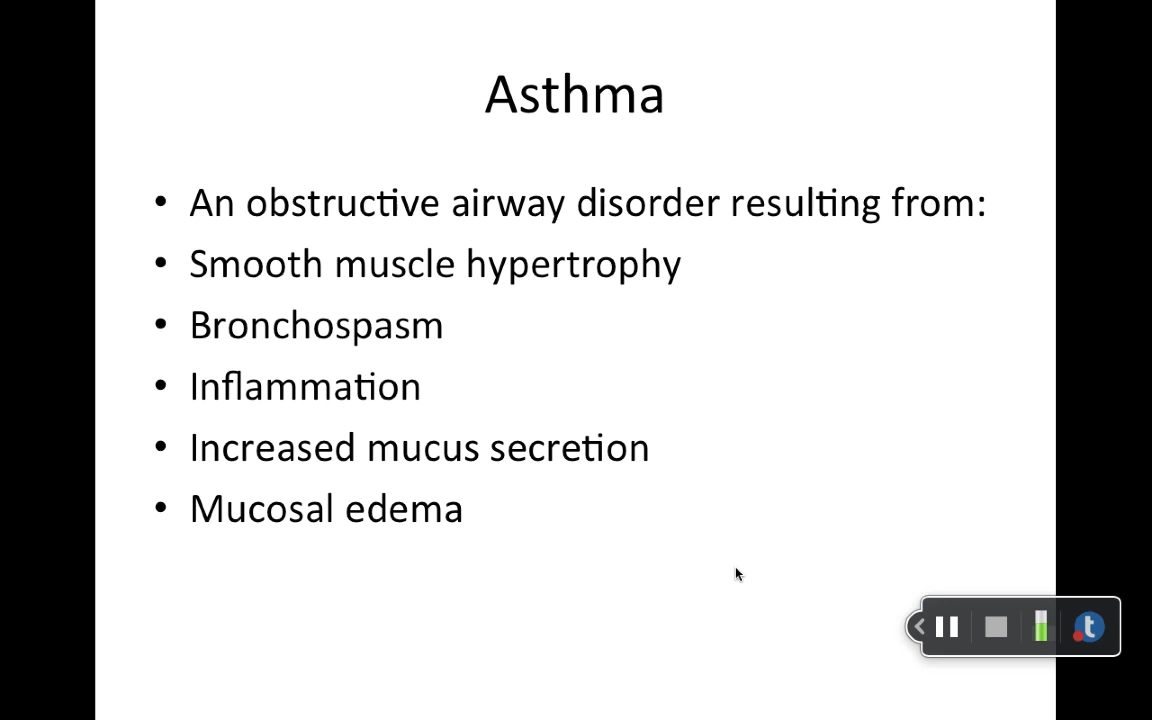 Asthma
• An obstructive airway disorder resulting from:
• Smooth muscle hypertrophy
• Bronchospasm
• Inflammation
• Increased mucus secretion
• Mucosal edema
t